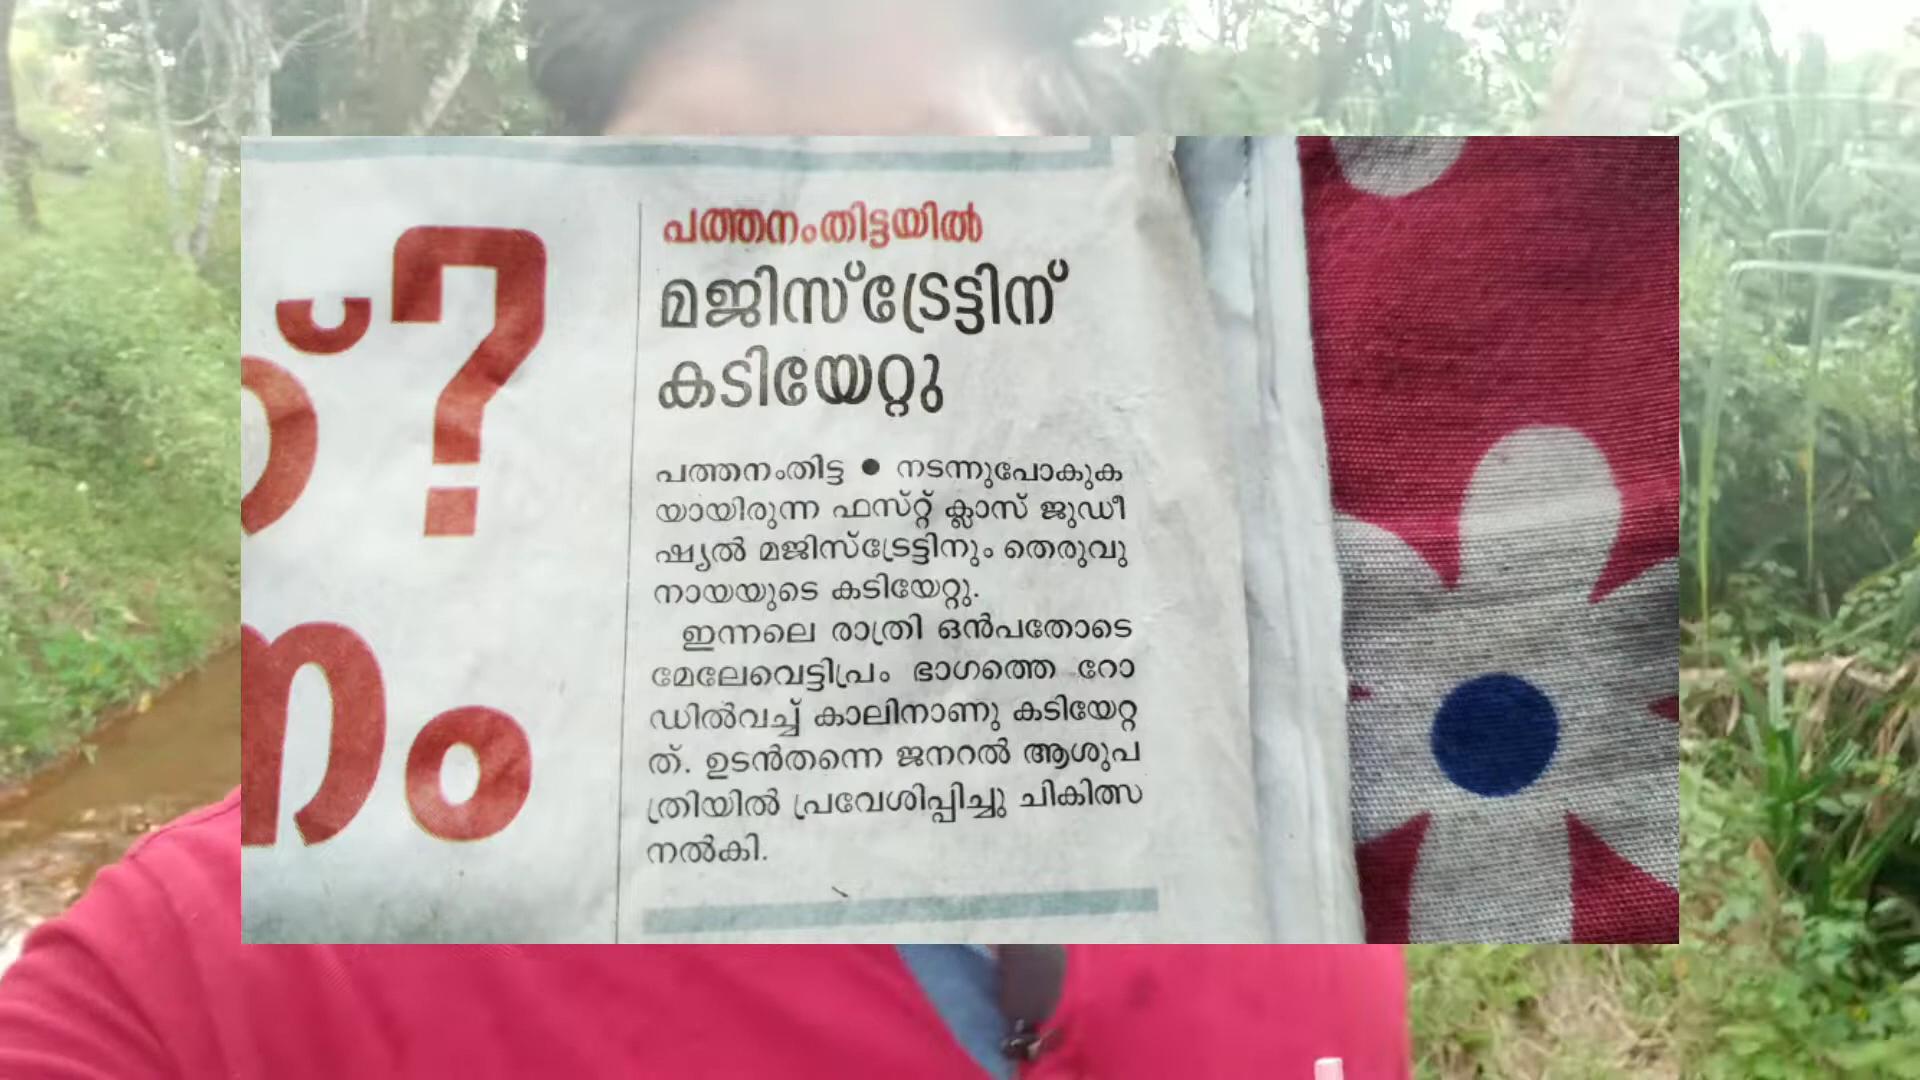 ?
പത്തനംതിട്ടയിൽ
മജിസ്ട്രേട്ടിന്
കടിയേറ്റു
പത്തനംതിട്ട ● നടന്നുപോകുക
യായിരുന്ന ഫസ്റ്റ് ക്ലാസ് ജുഡീ
ഷ്യൽ മജിസ്ട്രേട്ടിനും തെരുവു
നായയുടെ കടിയേറ്റു.
ഇന്നലെ രാത്രി ഒൻപതോടെ
മേലേവെട്ടിപ്രം ഭാഗത്തെ റോ
ഡിൽവച്ച് കാലിനാണു കടിയേറ്റ
ത്. ഉടൻതന്നെ ജനറൽ ആശുപ
ത്രിയിൽ പ്രവേശിപ്പിച്ചു ചികിത്സ
നൽകി.